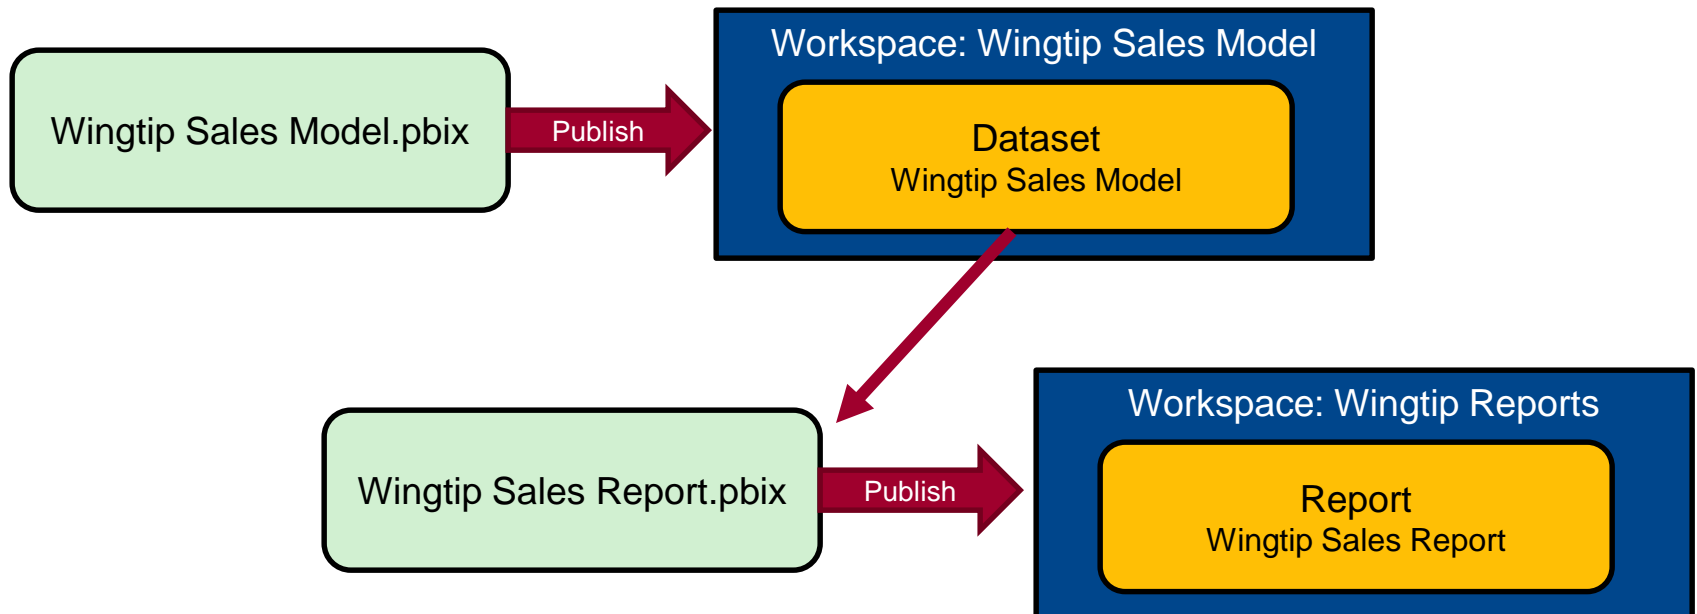 Wingtip Sales Model.pbix
Publish
Workspace: Wingtip Sales Model
Dataset
Wingtip Sales Model
Wingtip Sales Report.pbix
Publish
Workspace: Wingtip Reports
Report
Wingtip Sales Report